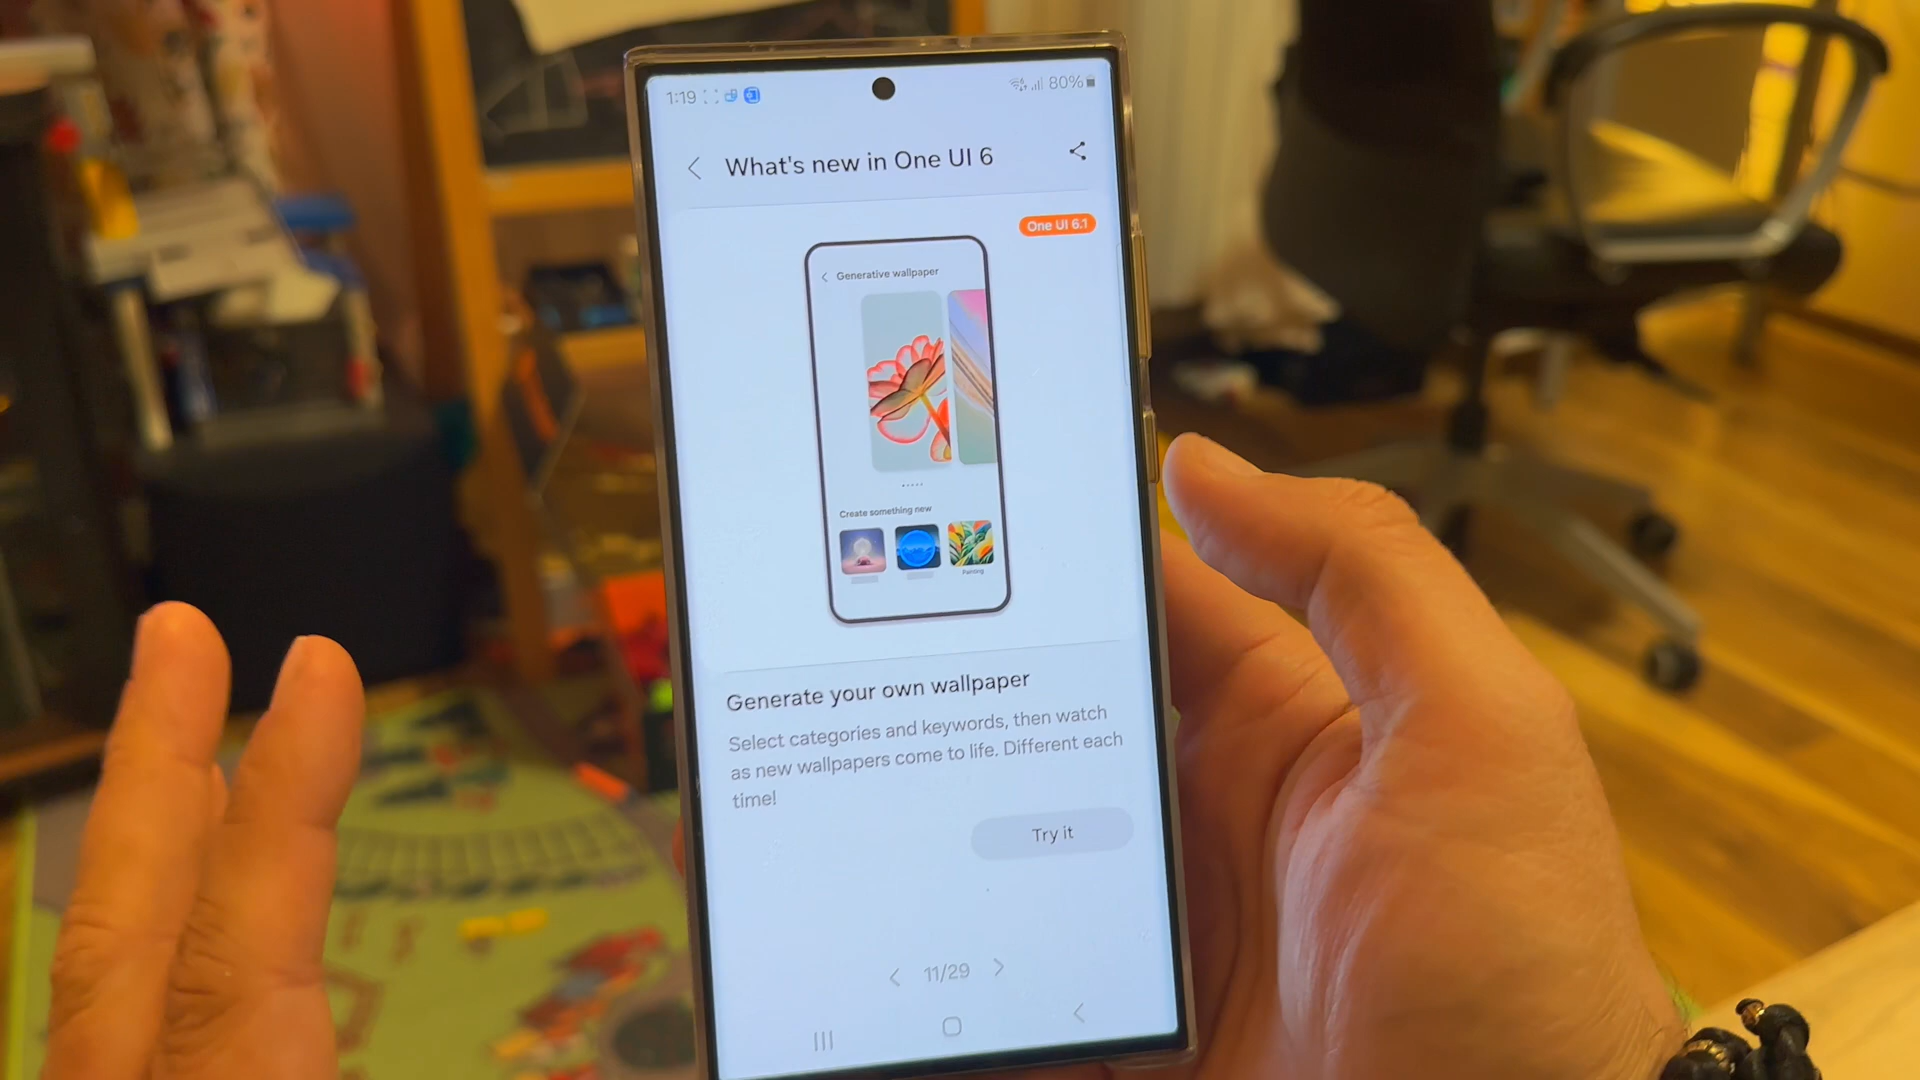 1:19
80%
What's new in One UI 6
One UI 6.1
Generative wallpaper
Create something new
Painting
Generate your own wallpaper
Select categories and keywords, then watch
as new wallpapers come to life. Different each
time!
Try it
11/29